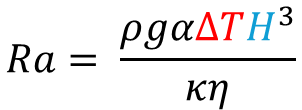 Ra = ρgαΔTH³ / κη